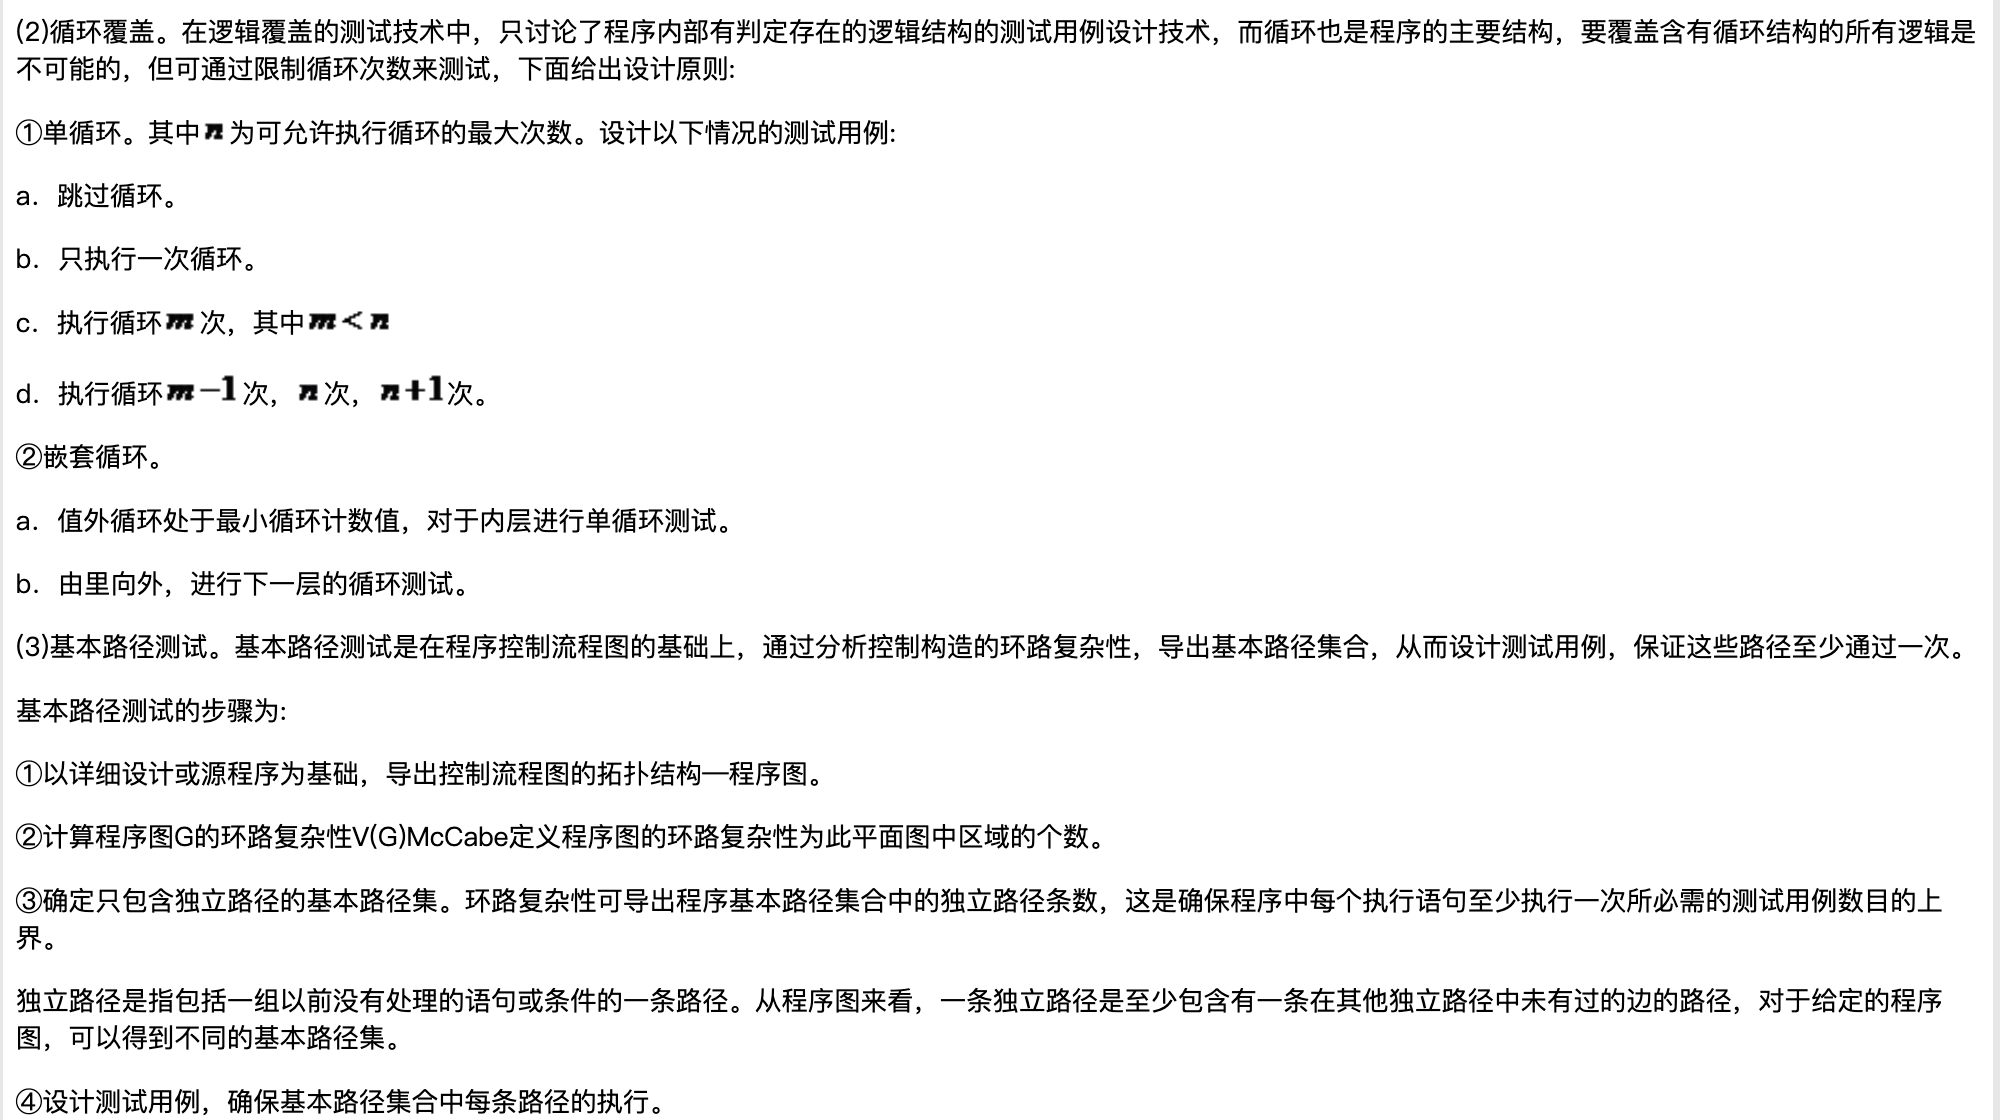 (2)循环覆盖。在逻辑覆盖的测试技术中，只讨论了程序内部有判定存在的逻辑结构的测试用例设计技术，而循环也是程序的主要结构，要覆盖含有循环结构的所有逻辑是
不可能的，但可通过限制循环次数来测试，下面给出设计原则:
①单循环。其中n为可允许执行循环的最大次数。设计以下情况的测试用例:
a．跳过循环。
b．只执行一次循环。
c．执行循环m次，其中m<n
d．执行循环m-1次，n次，n+1次。
②嵌套循环。
a．值外循环处于最小循环计数值，对于内层进行单循环测试。
b．由里向外，进行下一层的循环测试。
(3)基本路径测试。基本路径测试是在程序控制流程图的基础上，通过分析控制构造的环路复杂性，导出基本路径集合，从而设计测试用例，保证这些路径至少通过一次。
基本路径测试的步骤为:
①以详细设计或源程序为基础，导出控制流程图的拓扑结构—程序图。
②计算程序图G的环路复杂性V(G)McCabe定义程序图的环路复杂性为此平面图中区域的个数。
③确定只包含独立路径的基本路径集。环路复杂性可导出程序基本路径集合中的独立路径条数，这是确保程序中每个执行语句至少执行一次所必需的测试用例数目的上
界。
独立路径是指包括一组以前没有处理的语句或条件的一条路径。从程序图来看，一条独立路径是至少包含有一条在其他独立路径中未有过的边的路径，对于给定的程序
图，可以得到不同的基本路径集。
④设计测试用例，确保基本路径集合中每条路径的执行。